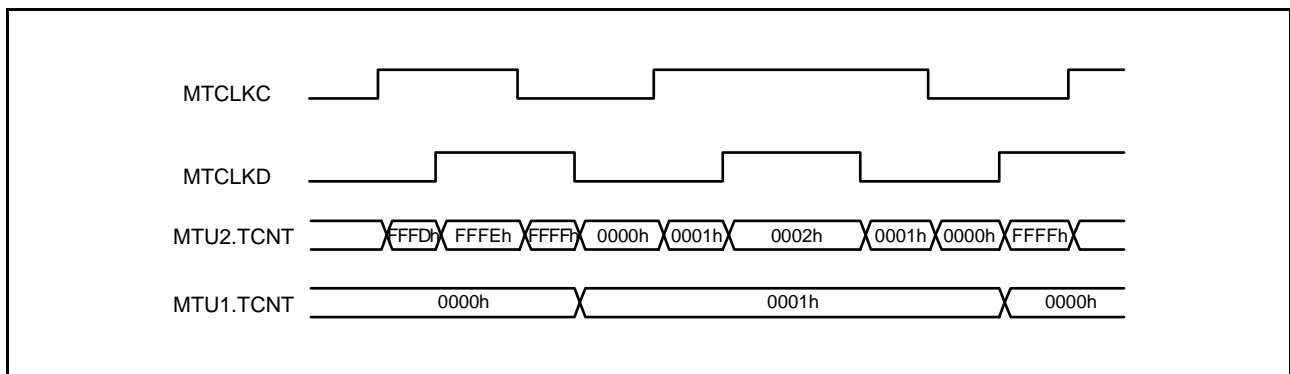 MTCLKC
MTCLKD
MTU2.TCNT FFFDh FFFEh FFFFh 0000h 0001h 0002h 0001h 0000h FFFFh
MTU1.TCNT 0000h 0001h 0000h